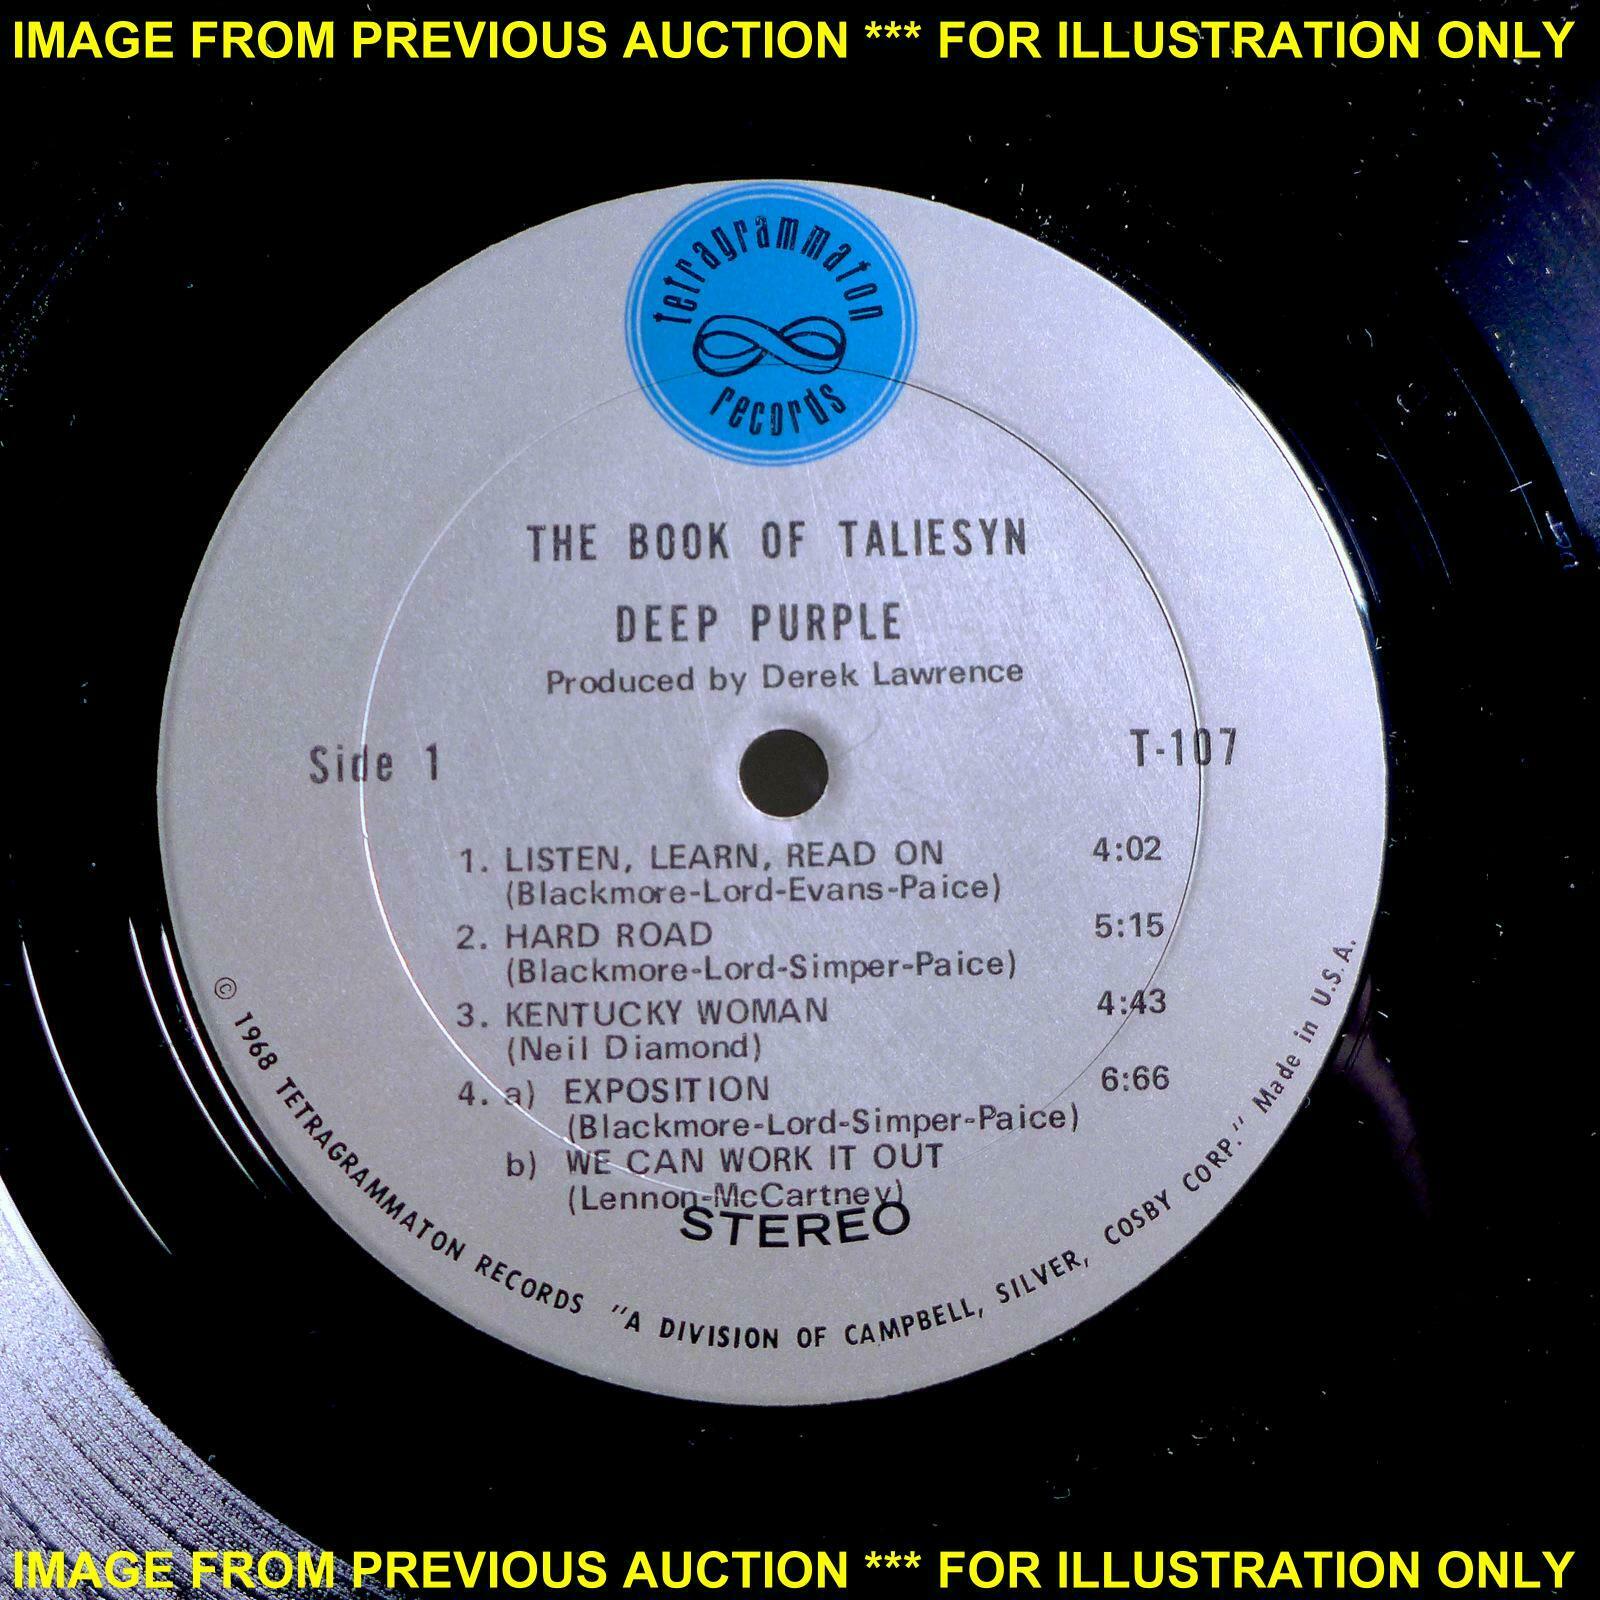 IMAGE FROM PREVIOUS AUCTION *** FOR ILLUSTRATION ONLY
tetragrammaton
records
THE BOOK OF TALIESYN
DEEP PURPLE
Produced by Derek Lawrence
Side 1
T-107
1. LISTEN, LEARN, READ ON 4:02
(Blackmore-Lord-Evans-Paice)
2. HARD ROAD 5:15
(Blackmore-Lord-Simper-Paice)
3. KENTUCKY WOMAN 4:43
(Neil Diamond)
4. a) EXPOSITION 6:66
(Blackmore-Lord-Simper-Paice)
b) WE CAN WORK IT OUT
(Lennon-McCartney)
STEREO
© 1968 TETRAGRAMMATON RECORDS "A DIVISION OF CAMPBELL, SILVER, COSBY CORP." Made in U.S.A.
IMAGE FROM PREVIOUS AUCTION *** FOR ILLUSTRATION ONLY